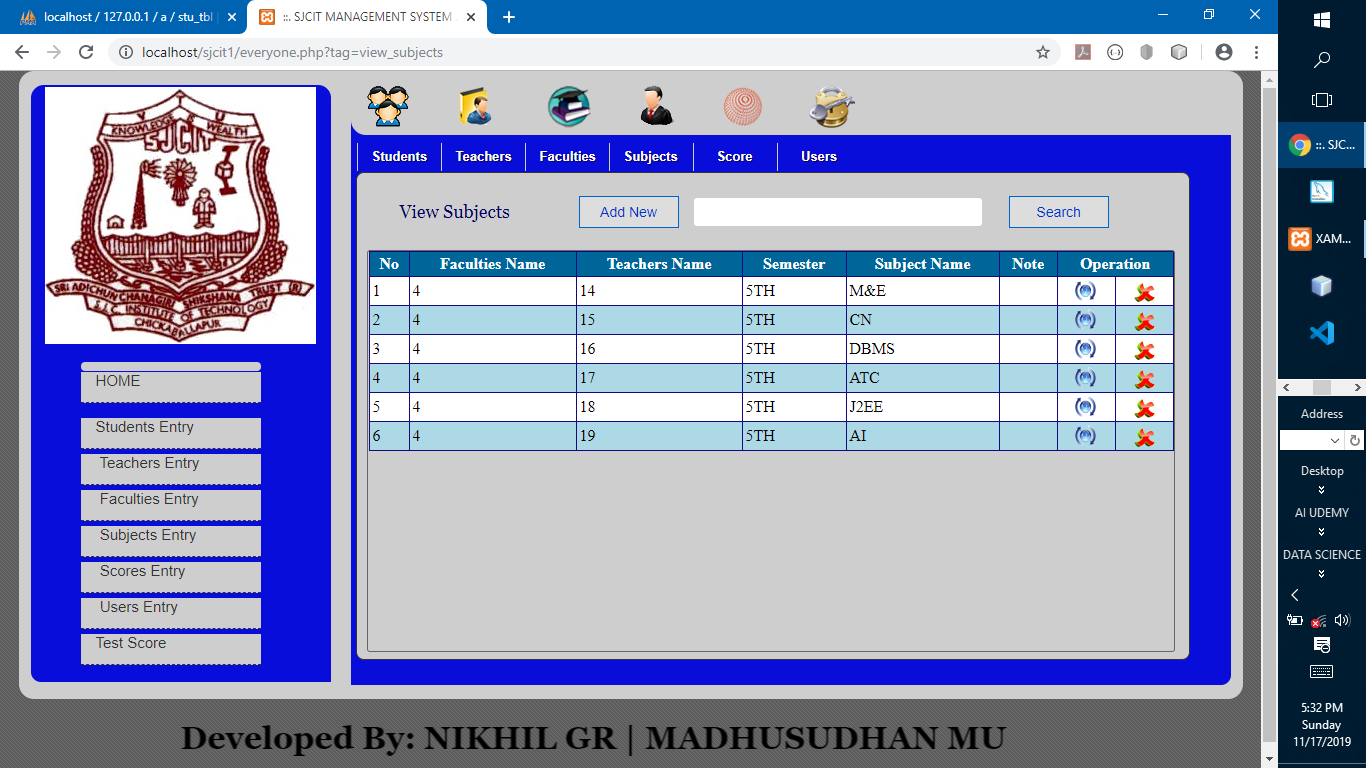 localhost / 127.0.0.1 / a / stu_tbl
::. SJCIT MANAGEMENT SYSTEM .
localhost/sjcit1/everyone.php?tag=view_subjects
V T U
KNOWLEDGE WEALTH
SJCIT
SRI ADICHUNCHANAGIRI SHIKSHANA TRUST (R)
S.J.C. INSTITUTE OF TECHNOLOGY
CHICKABALLAPUR
HOME
Students Entry
Teachers Entry
Faculties Entry
Subjects Entry
Scores Entry
Users Entry
Test Score
Students Teachers Faculties Subjects Score Users
View Subjects Add New Search
No Faculties Name Teachers Name Semester Subject Name Note Operation
1 4 14 5TH M&E
2 4 15 5TH CN
3 4 16 5TH DBMS
4 4 17 5TH ATC
5 4 18 5TH J2EE
6 4 19 5TH AI
Developed By: NIKHIL GR | MADHUSUDHAN MU
::. SJC...
XAM...
Address
Desktop
AI UDEMY
DATA SCIENCE
5:32 PM
Sunday
11/17/2019